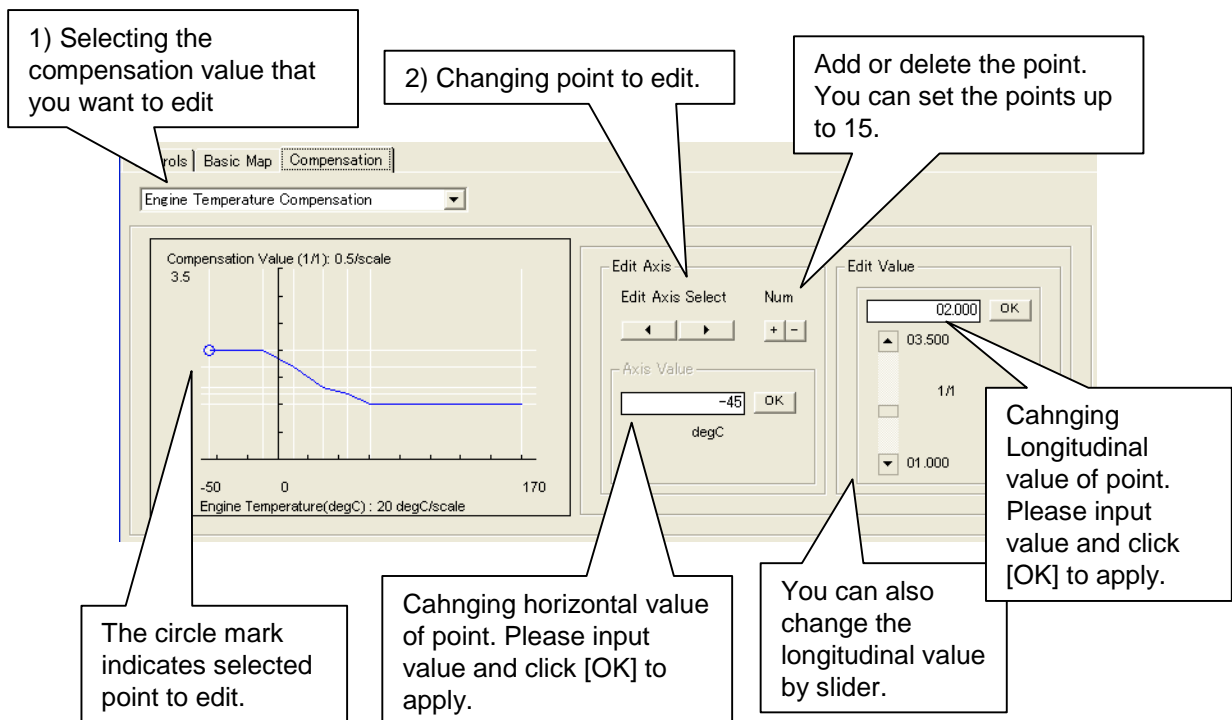 1) Selecting the
compensation value that
you want to edit
2) Changing point to edit.
Add or delete the point.
You can set the points up
to 15.
rols
Basic Map
Compensation
Engine Temperature Compensation
Compensation Value (1/1): 0.5/scale
3.5
-50
0
170
Engine Temperature(degC) : 20 degC/scale
Edit Axis
Edit Axis Select
Num
+
-
Axis Value
-45
OK
degC
Edit Value
02.000
OK
03.500
1/1
01.000
The circle mark
indicates selected
point to edit.
Cahnging horizontal value
of point. Please input
value and click [OK] to
apply.
You can also
change the
longitudinal value
by slider.
Cahnging
Longitudinal
value of point.
Please input
value and click
[OK] to apply.